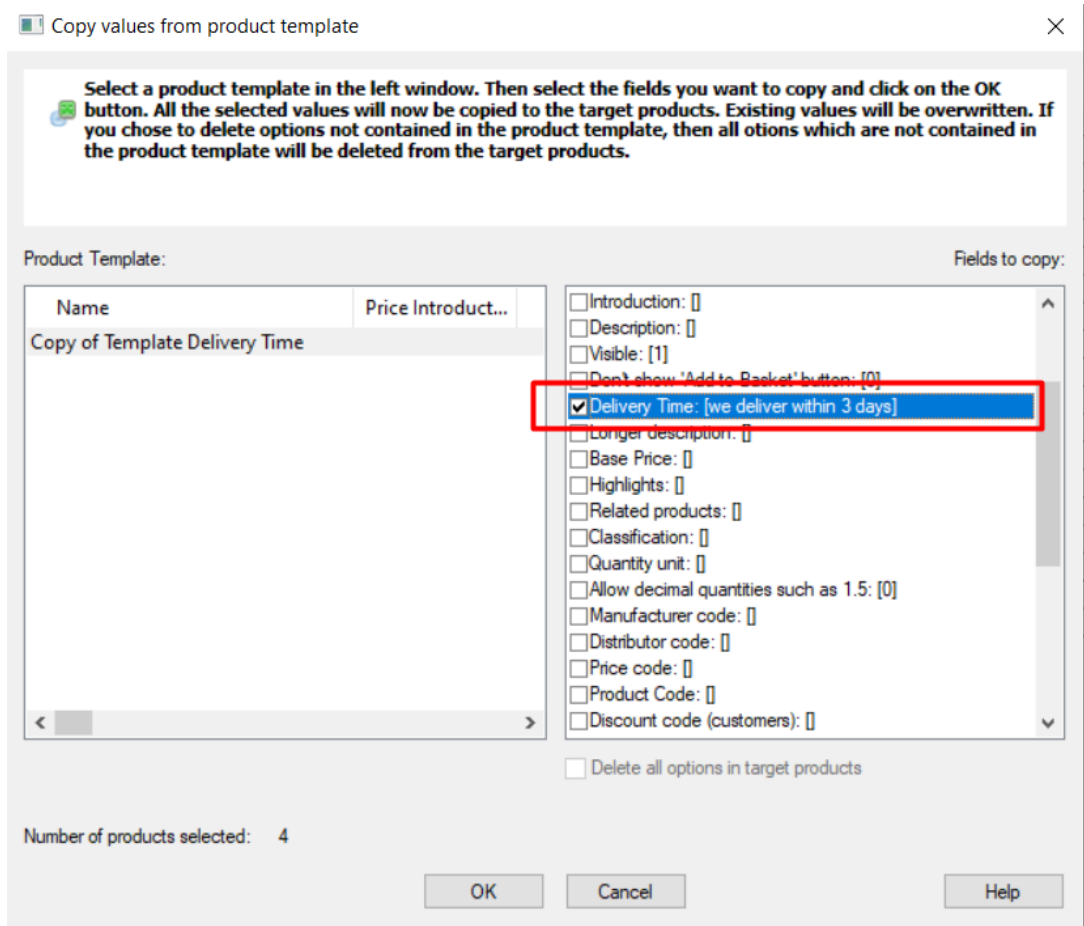 Copy values from product template
Select a product template in the left window. Then select the fields you want to copy and click on the OK
button. All the selected values will now be copied to the target products. Existing values will be overwritten. If
you chose to delete options not contained in the product template, then all otions which are not contained in
the product template will be deleted from the target products.
Product Template:
Fields to copy:
Name
Price Introduct...
Copy of Template Delivery Time
Introduction: []
Description: []
Visible: [1]
Don't show 'Add to Basket' button: [0]
Delivery Time: [we deliver within 3 days]
Longer description: []
Base Price: []
Highlights: []
Related products: []
Classification: []
Quantity unit: []
Allow decimal quantities such as 1.5: [0]
Manufacturer code: []
Distributor code: []
Price code: []
Product Code: []
Discount code (customers): []
Delete all options in target products
Number of products selected: 4
OK
Cancel
Help